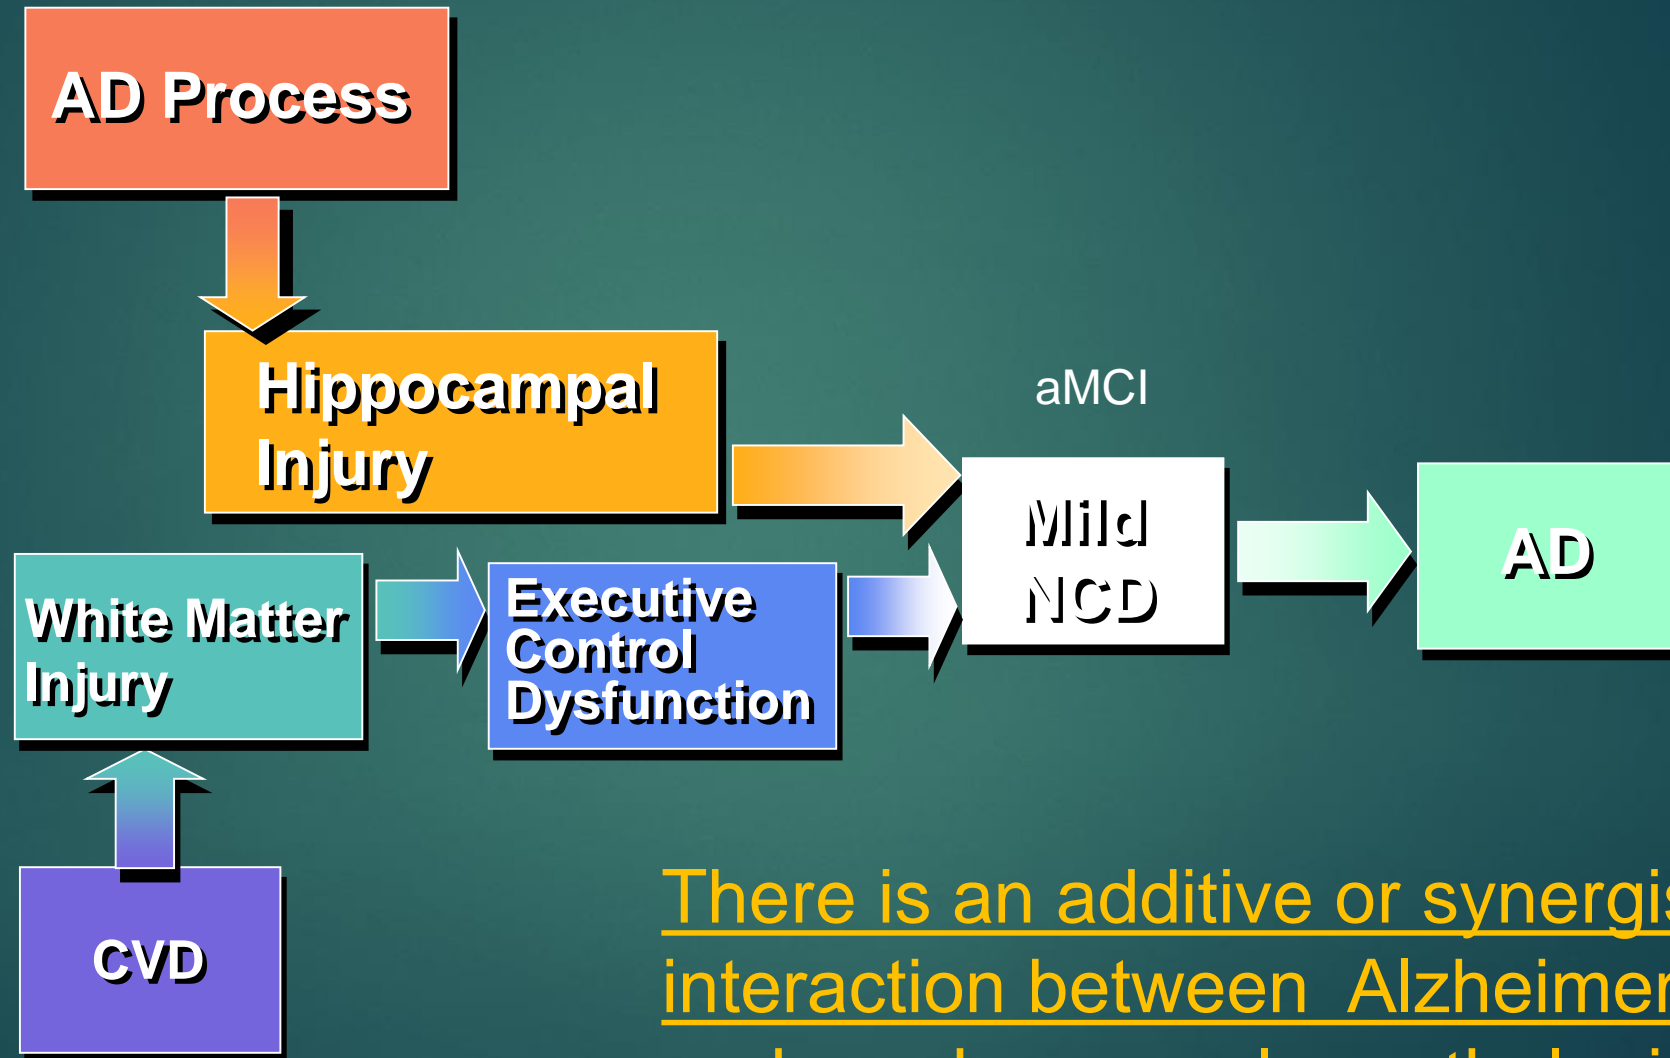 AD Process
Hippocampal
Injury
aMCI
Mild
NCD
AD
White Matter
Injury
Executive
Control
Dysfunction
CVD
There is an additive or
interaction between Alzheimer